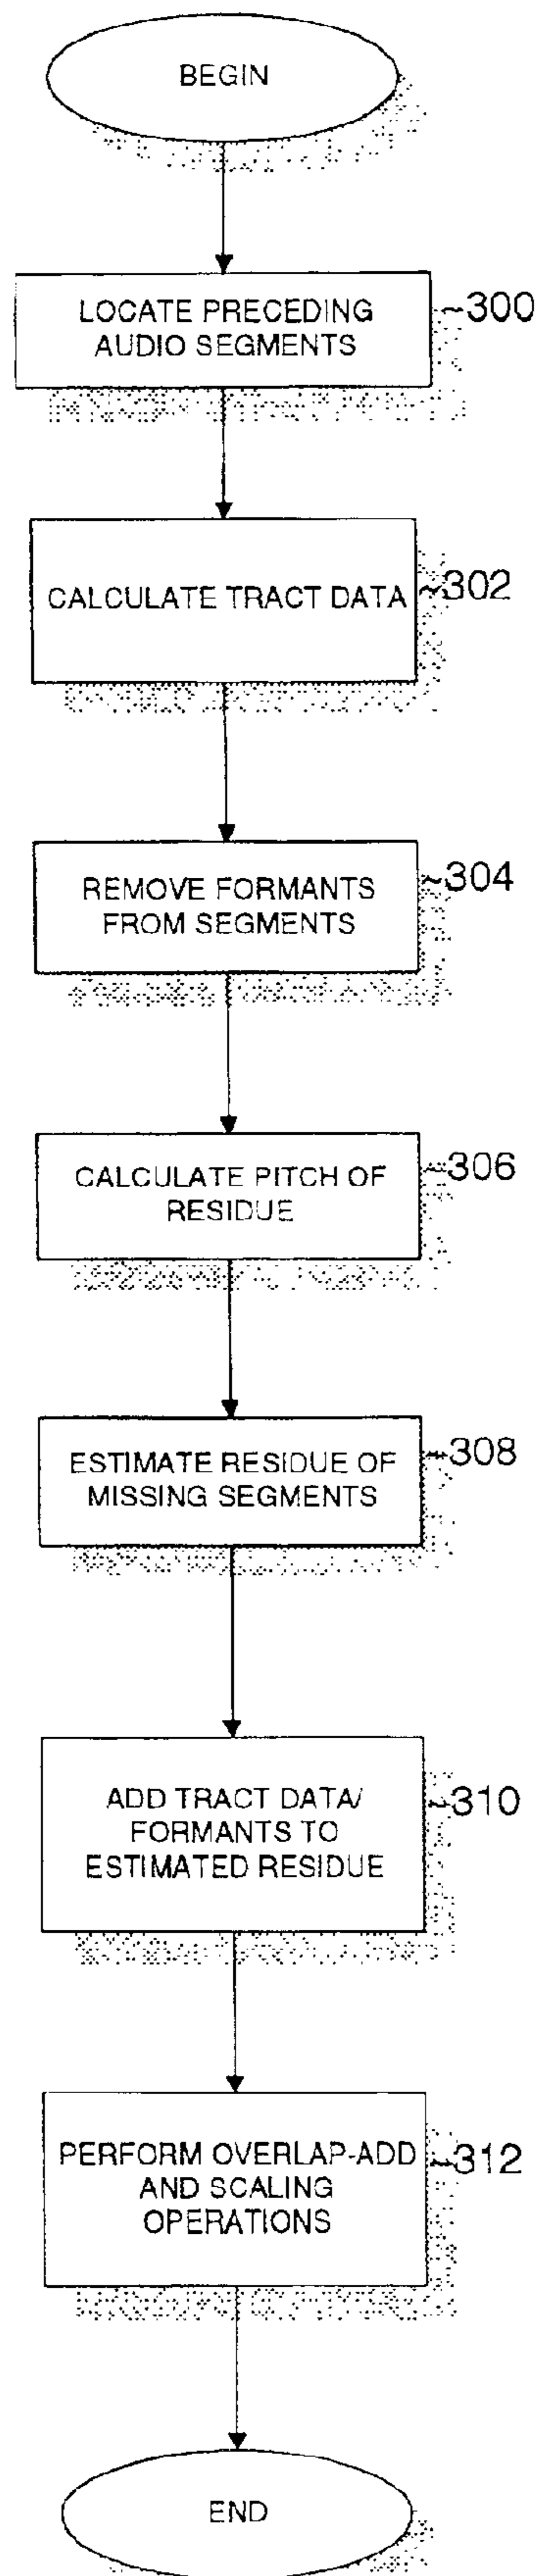 BEGIN
LOCATE PRECEDING
AUDIO SEGMENTS
~300
CALCULATE TRACT DATA
~302
REMOVE FORMANTS
FROM SEGMENTS
~304
CALCULATE PITCH OF
RESIDUE
~306
ESTIMATE RESIDUE OF
MISSING SEGMENTS
~308
ADD TRACT DATA/
FORMANTS TO
ESTIMATED RESIDUE
~310
PERFORM OVERLAP-ADD
AND SCALING
OPERATIONS
~312
END